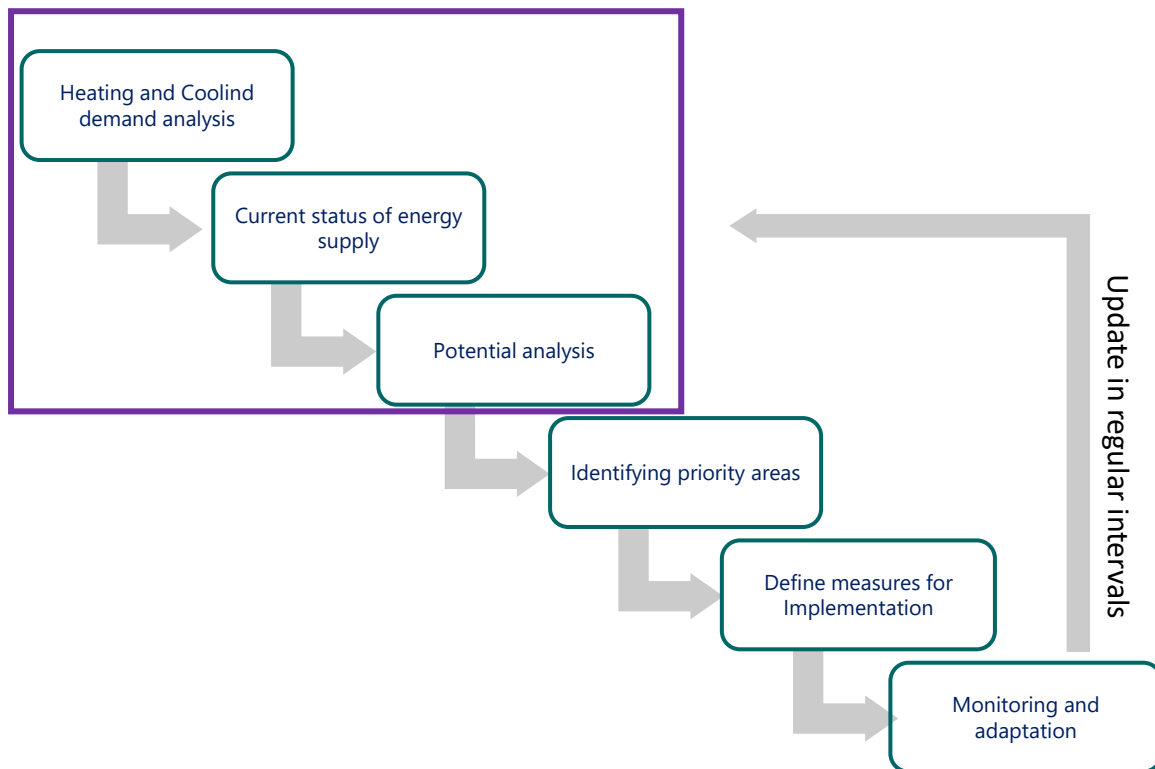 Heating and Coolind
demand analysis
Current status of energy
supply
Potential analysis
Identifying priority areas
Define measures for
Implementation
Monitoring and
adaptation
Update in regular intervals